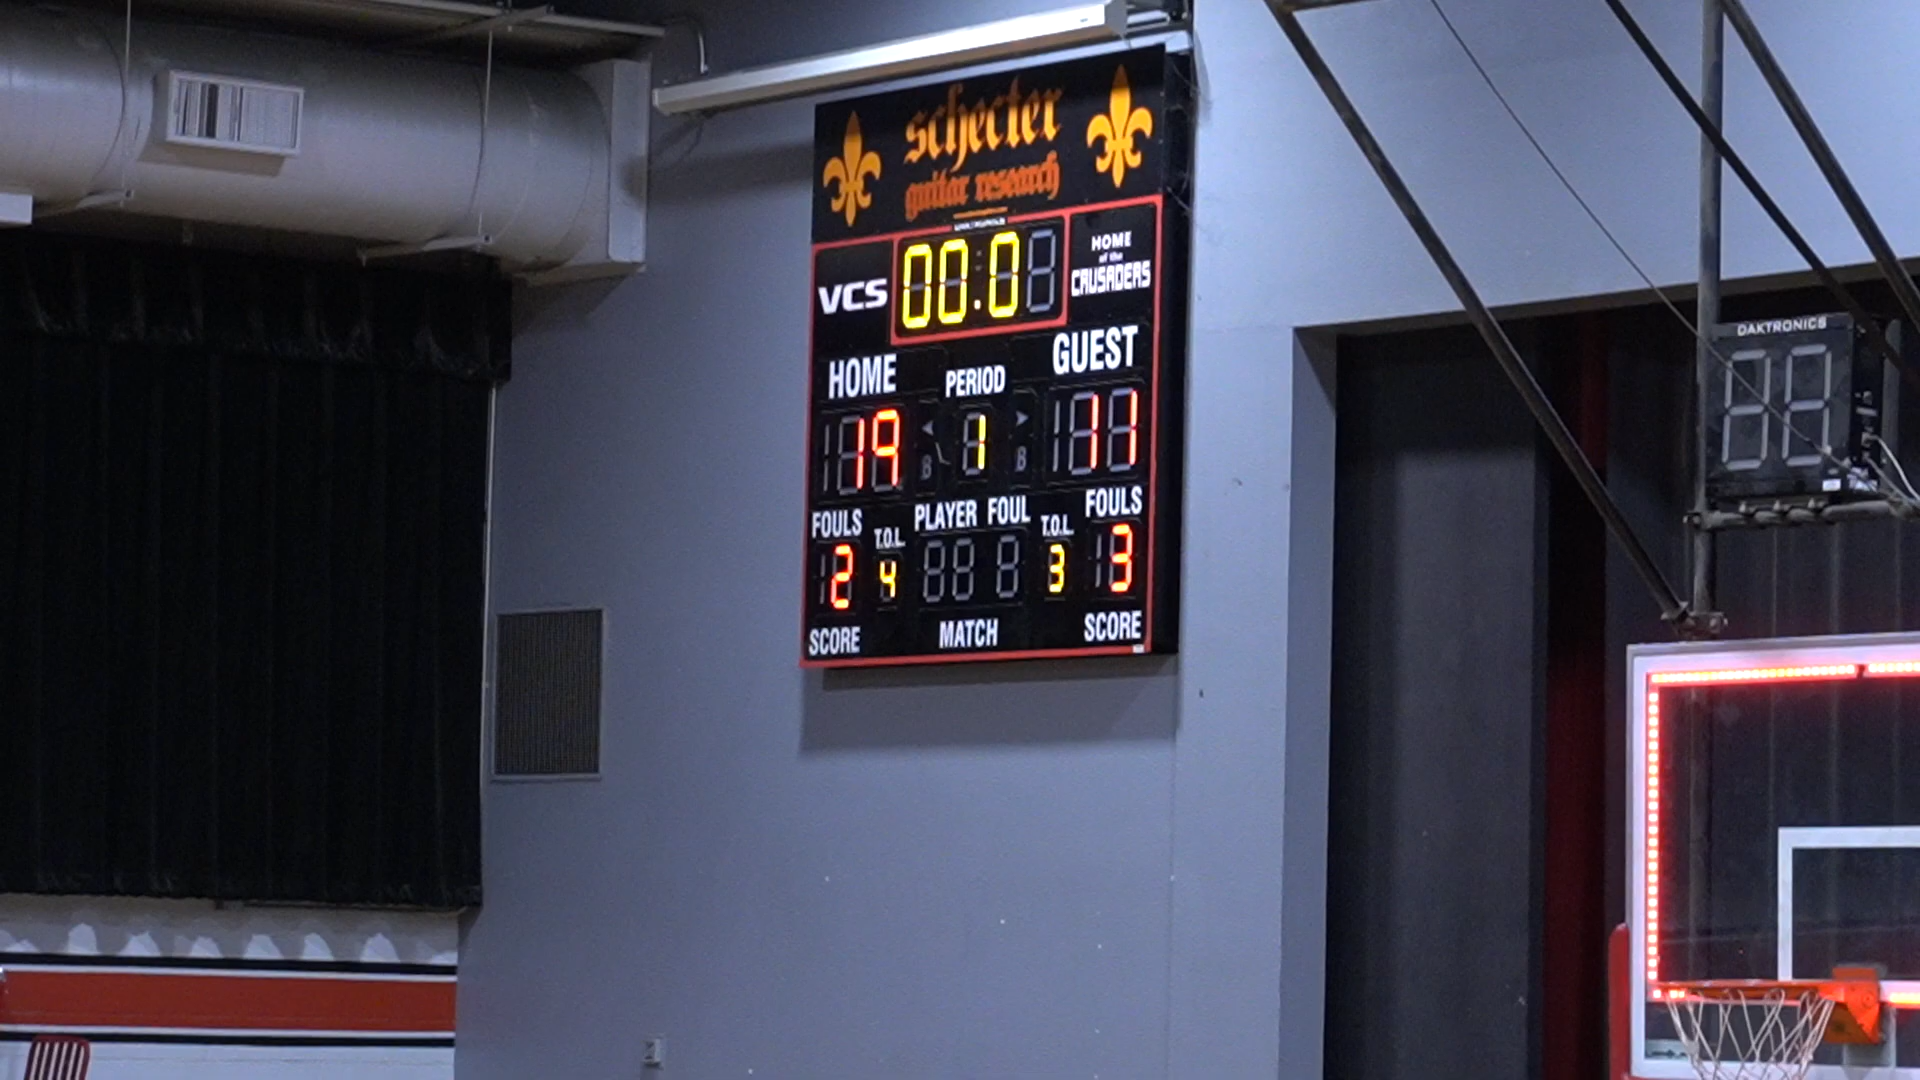 schecter
guitar research
VCS
00.0
HOME
of the
CRUSADERS
HOME
PERIOD
GUEST
19
1
11
B
B
FOULS
T.O.L.
PLAYER FOUL
T.O.L.
FOULS
2
4
3
3
SCORE
MATCH
SCORE
DAKTRONICS